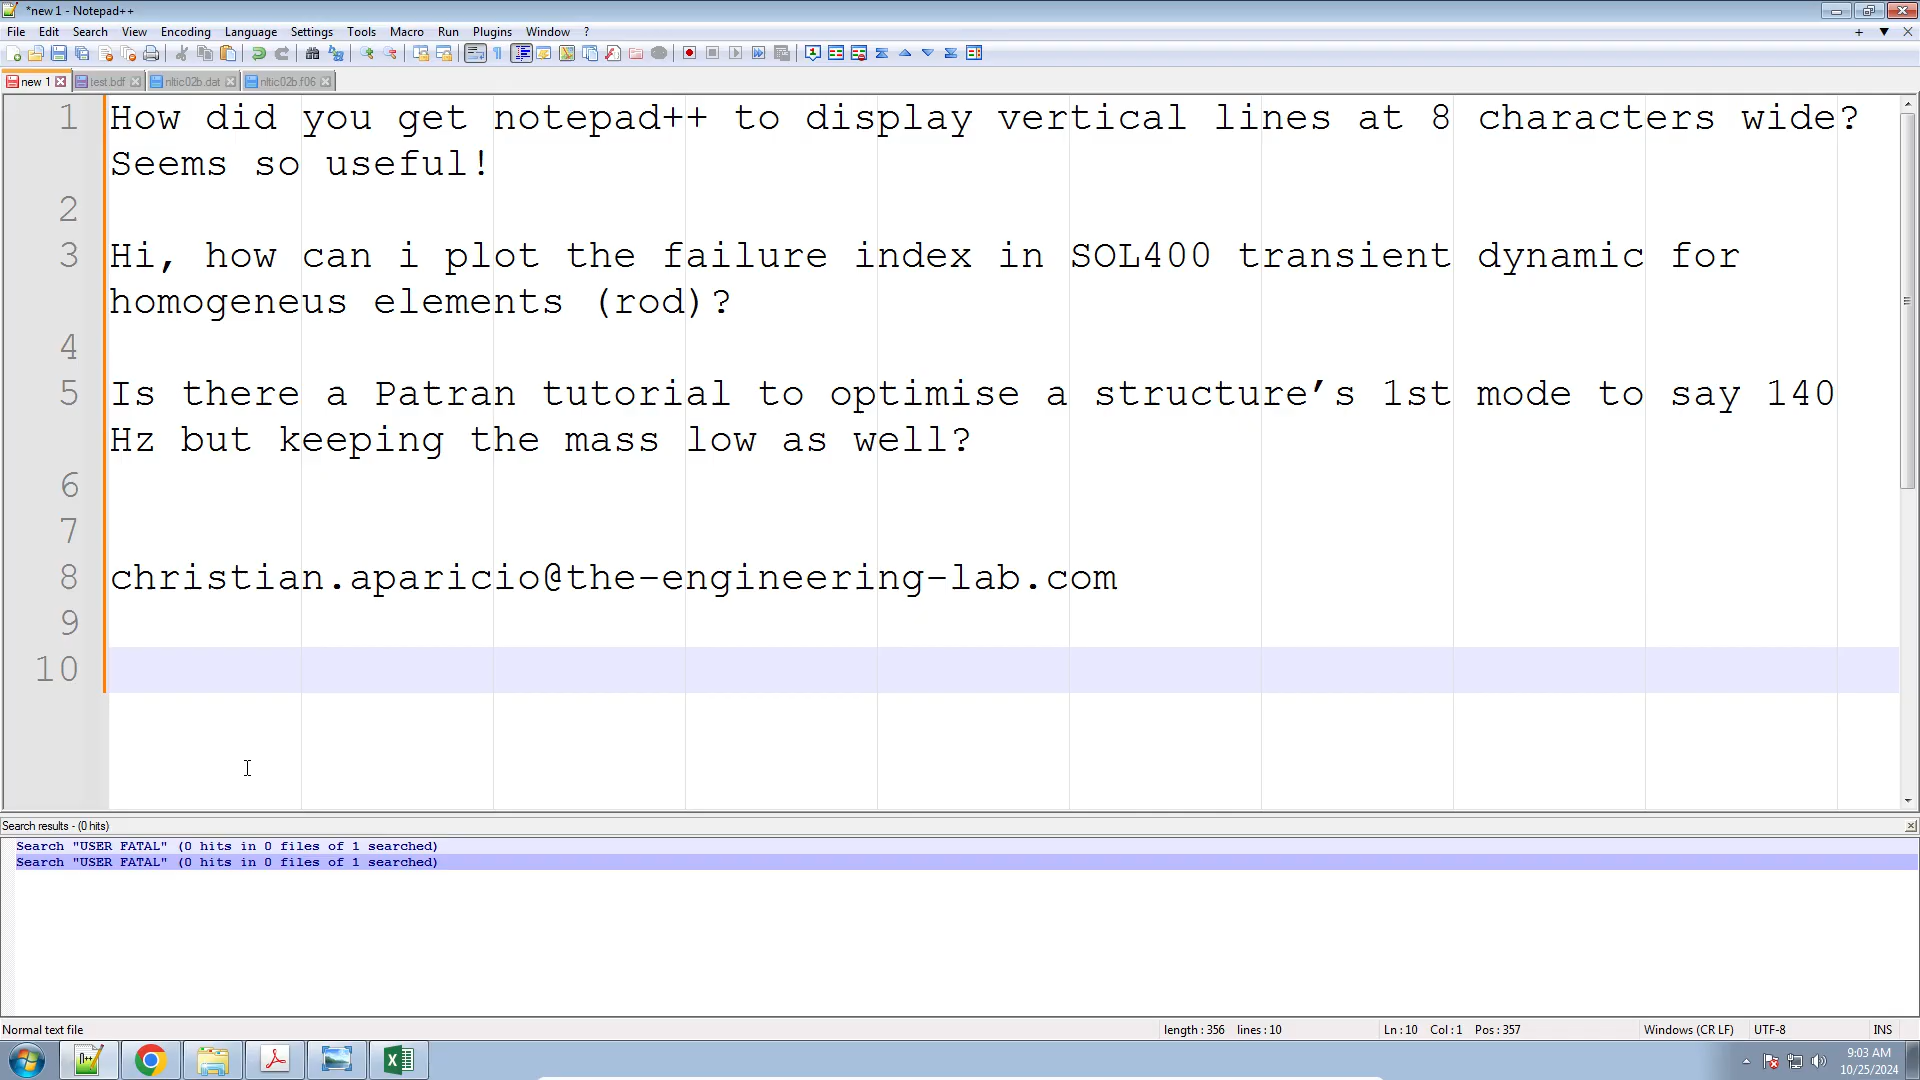 *new 1 - Notepad++
File Edit Search View Encoding Language Settings Tools Macro Run Plugins Window ?
new 1 test.bdf nltic02b.dat nltic02b.f06
1 How did you get notepad++ to display vertical lines at 8 characters wide?
Seems so useful!
2
3 Hi, how can i plot the failure index in SOL400 transient dynamic for
homogeneus elements (rod)?
4
5 Is there a Patran tutorial to optimise a structure’s 1st mode to say 140
Hz but keeping the mass low as well?
6
7
8 christian.aparicio@the-engineering-lab.com
9
10
Search results - (0 hits)
Search "USER FATAL" (0 hits in 0 files of 1 searched)
Search "USER FATAL" (0 hits in 0 files of 1 searched)
Normal text file length : 356 lines : 10 Ln : 10 Col : 1 Pos : 357 Windows (CR LF) UTF-8 INS
9:03 AM
10/25/2024